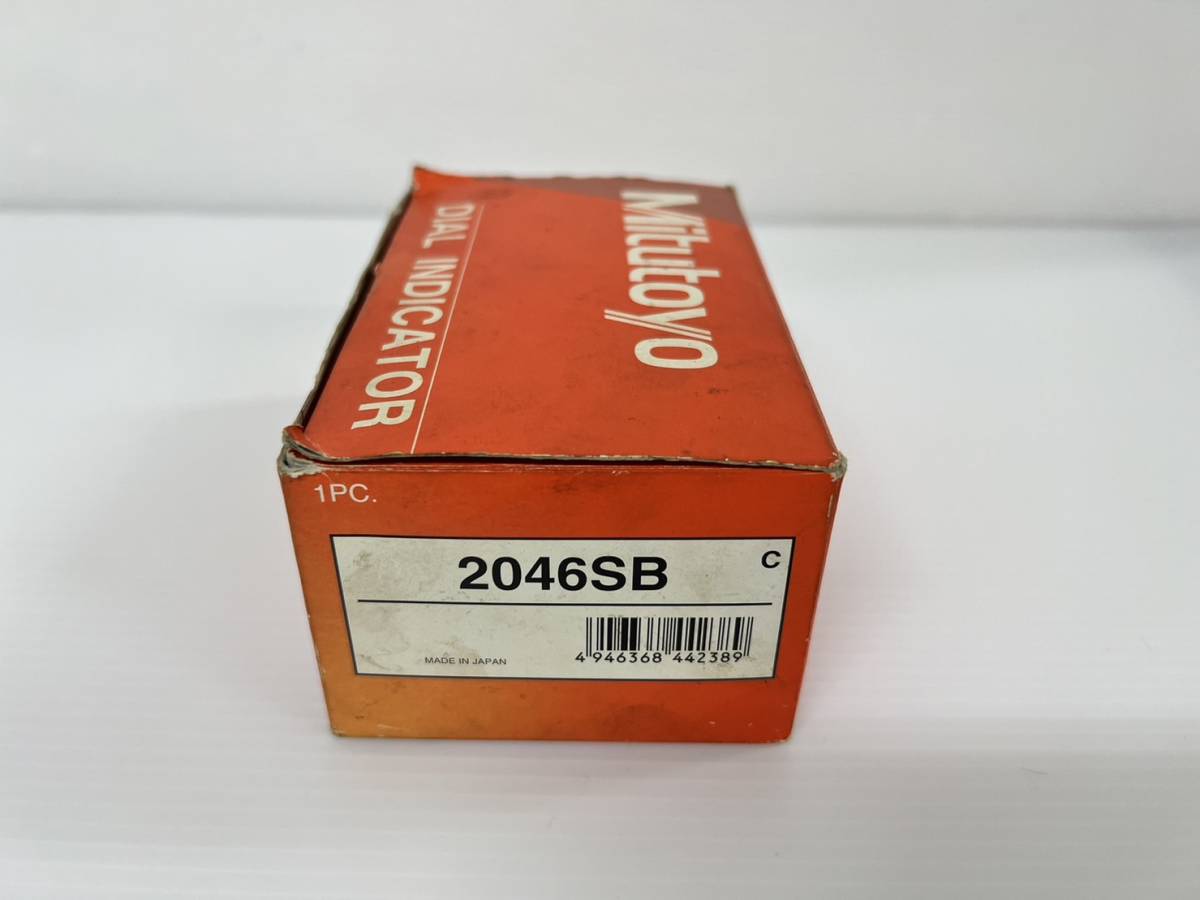 Mitutoyo
DIAL INDICATOR
1PC.
2046SB
C
MADE IN JAPAN
4 946368 442389